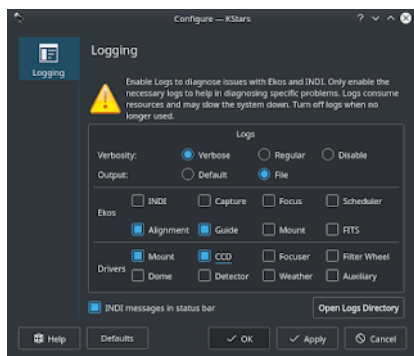 Configure — KStars
Logging
Logging
Enable Logs to diagnose issues with Ekos and INDI. Only enable the
necessary logs to help in diagnosing specific problems. Logs consume
resources and may slow the system down. Turn off logs when no
longer used.
Logs
Verbosity: Verbose Regular Disable
Output: Default File
Ekos
INDI Capture Focus Scheduler
Alignment Guide Mount FITS
Drivers
Mount CCD Focuser Filter Wheel
Dome Detector Weather Auxiliary
INDI messages in status bar Open Logs Directory
Help Defaults OK Apply Cancel